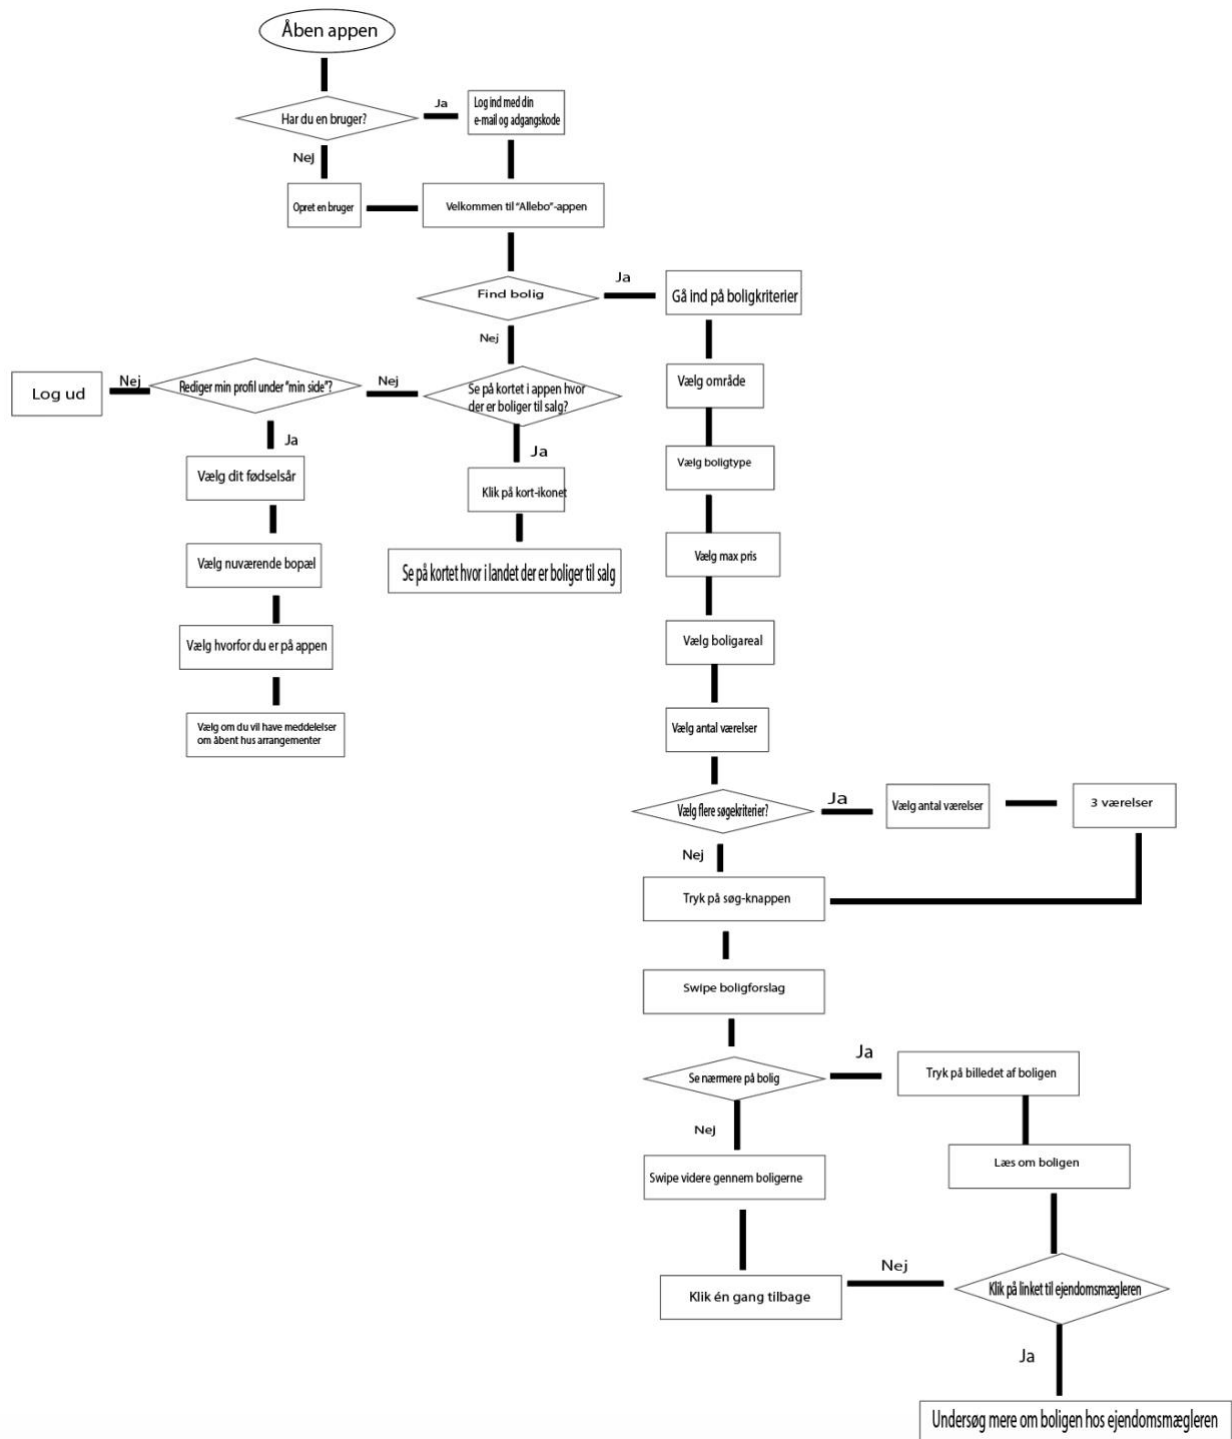 Åben appen
Har du en bruger?
Ja
Log ind med din
e-mail og adgangskode
Nej
Opret en bruger
Velkommen til "Allebo"-appen
Find bolig
Ja
Gå ind på boligkriterier
Nej
Log ud
Nej
Rediger min profil under "min side"?
Nej
Se på kortet i appen hvor
der er boliger til salg?
Vælg område
Ja
Vælg dit fødselsår
Ja
Klik på kort-ikonet
Vælg boligtype
Vælg nuværende bopæl
Se på kortet hvor i landet der er boliger til salg
Vælg max pris
Vælg hvorfor du er på appen
Vælg boligareal
Vælg om du vil have meddelelser
om åbent hus arrangementer
Vælg antal værelser
Vælg flere søgekriterier?
Ja
Vælg antal værelser
3 værelser
Nej
Tryk på søg-knappen
Swipe boligforslag
Se nærmere på bolig
Ja
Tryk på billedet af boligen
Nej
Læs om boligen
Swipe videre gennem boligerne
Klik én gang tilbage
Nej
Klik på linket til ejendomsmægleren
Ja
Undersøg mere om boligen hos ejendomsmægleren